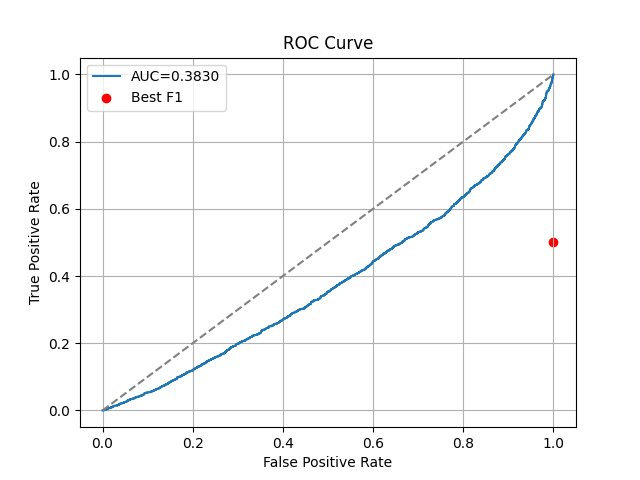 ROC Curve
AUC=0.3830
Best F1
1.0
0.8
0.6
0.4
0.2
0.0
True Positive Rate
0.0 0.2 0.4 0.6 0.8 1.0
False Positive Rate